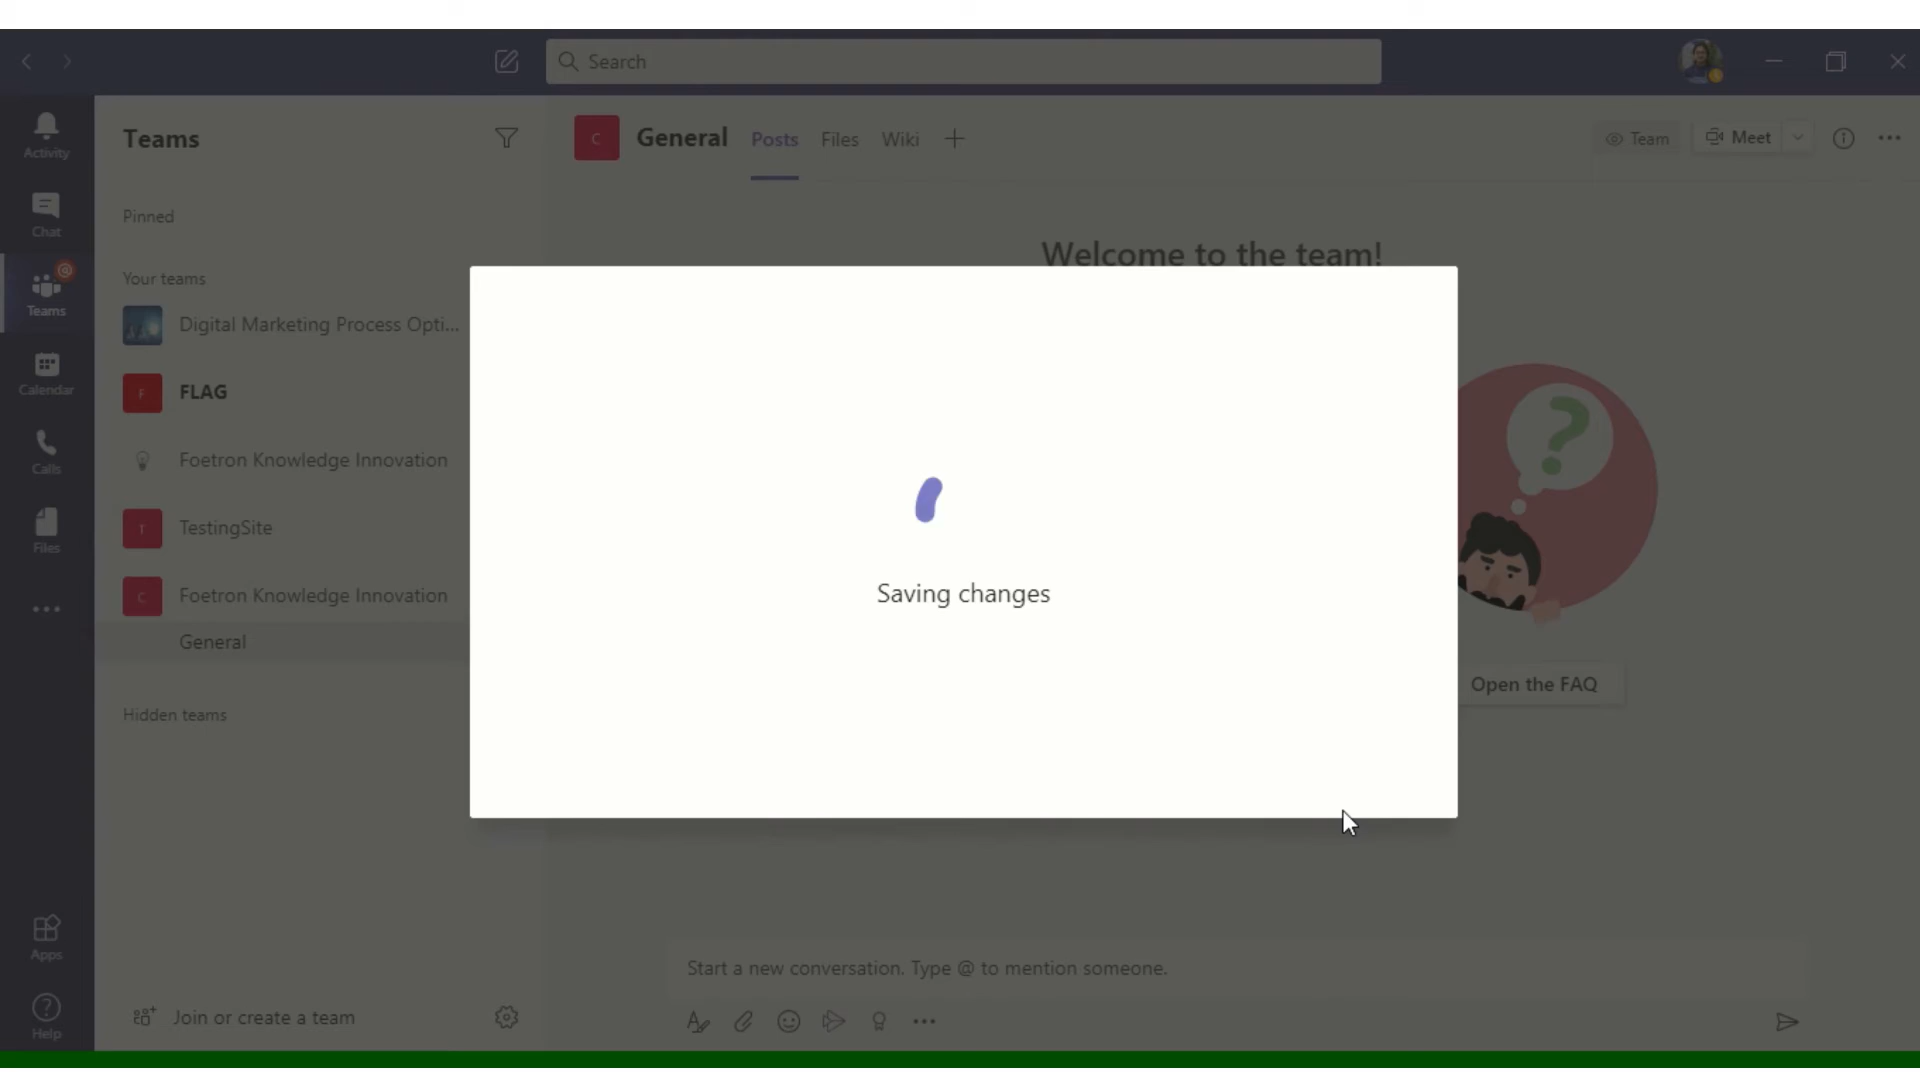 Search
Activity
Chat
Teams
Calendar
Calls
Files
Apps
Help
Teams
Pinned
Your teams
Digital Marketing Process Opti...
F
FLAG
Foetron Knowledge Innovation
T
TestingSite
C
Foetron Knowledge Innovation
General
Hidden teams
Join or create a team
C
General
Posts
Files
Wiki
Team
Meet
Welcome to the team!
Saving changes
Open the FAQ
Start a new conversation. Type @ to mention someone.